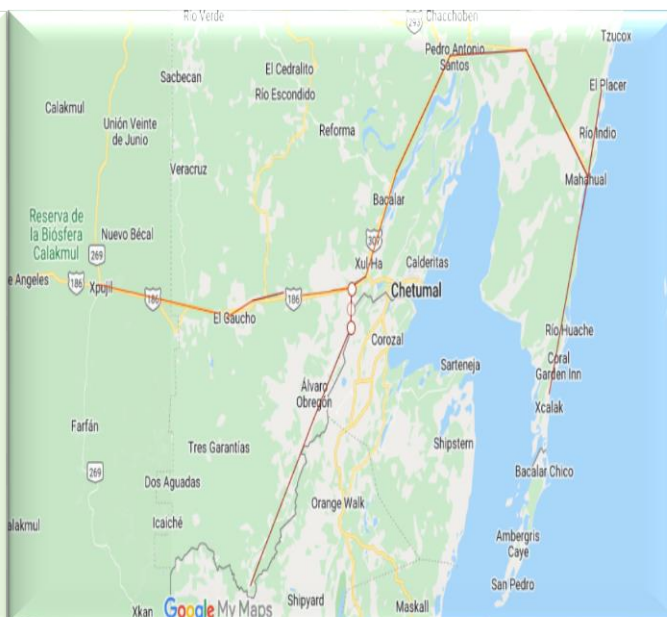 Río Verde
Chacchoben
293
Tzucox
Pedro Antonio
Santos
El Cedralito
Sacbecan
El Placer
Río Escondido
Calakmul
Unión Veinte
de Junio
Reforma
Río Indio
Veracruz
Mahahual
Bacalar
Reserva de
la Biósfera
Calakmul
Nuevo Bécal
307
269
Xul-Ha
Calderitas
e Angeles
186
Xpujil
186
186
Chetumal
El Gaucho
Río Huache
Corozal
Coral
Garden Inn
Sarteneja
Álvaro
Obregón
Xcalak
Farfán
Tres Garantías
Shipstern
269
Bacalar Chico
Dos Aguadas
Orange Walk
alakmul
Icaiché
Ambergris
Caye
San Pedro
Xkan
Google My Maps
Shipyard
Maskall